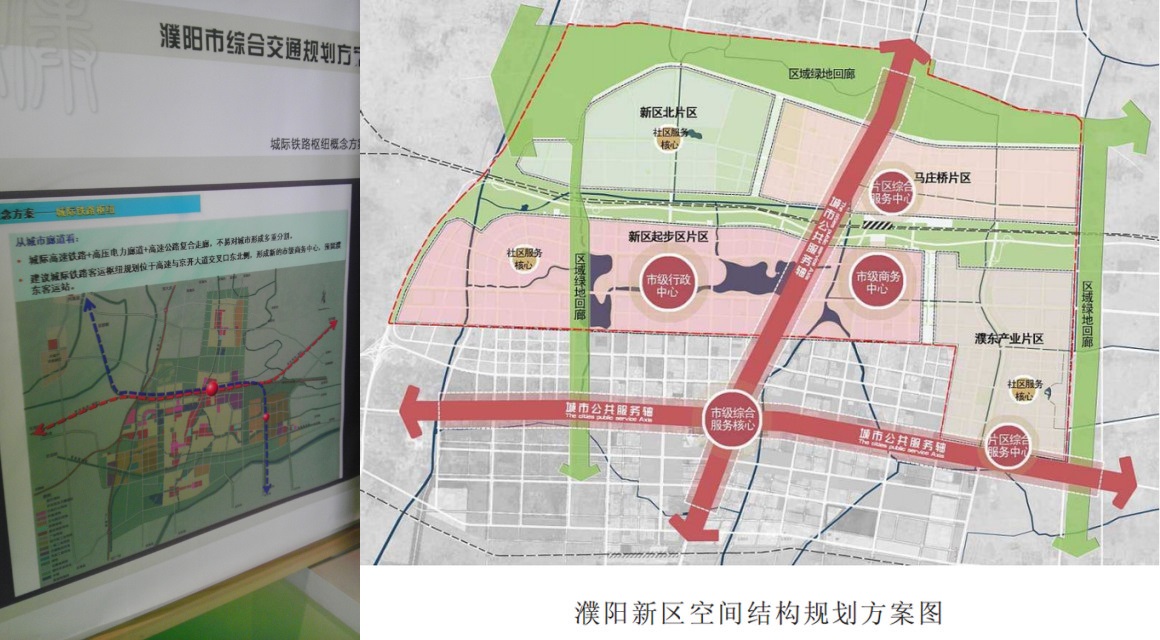 濮阳市综合交通规划方
城际铁路枢纽概念方案
念方案——城际铁路枢纽
从城市廊道看:
城际高速铁路+高压电力廊道+高速公路复合走廊,不易对城市形成多重分割。
建议城际铁路客运枢纽规划位于高速与京开大道交叉口东北侧,形成新的市级商务中心,
东客运站。
区域绿地回廊
新区北片区
社区服务
核心
马庄桥片区
片区综合
服务中心
城市公共服务轴
新区起步区片区
社区服务
核心
区域绿地回廊
市级行政
中心
市级商务
中心
区域绿地回廊
濮东产业片区
社区服务
核心
城市公共服务轴
The cities public service Axis
市级综合
服务核心
城市公共服务轴
The cities public service Axis
片区综合
服务中心
濮阳新区空间结构规划方案图